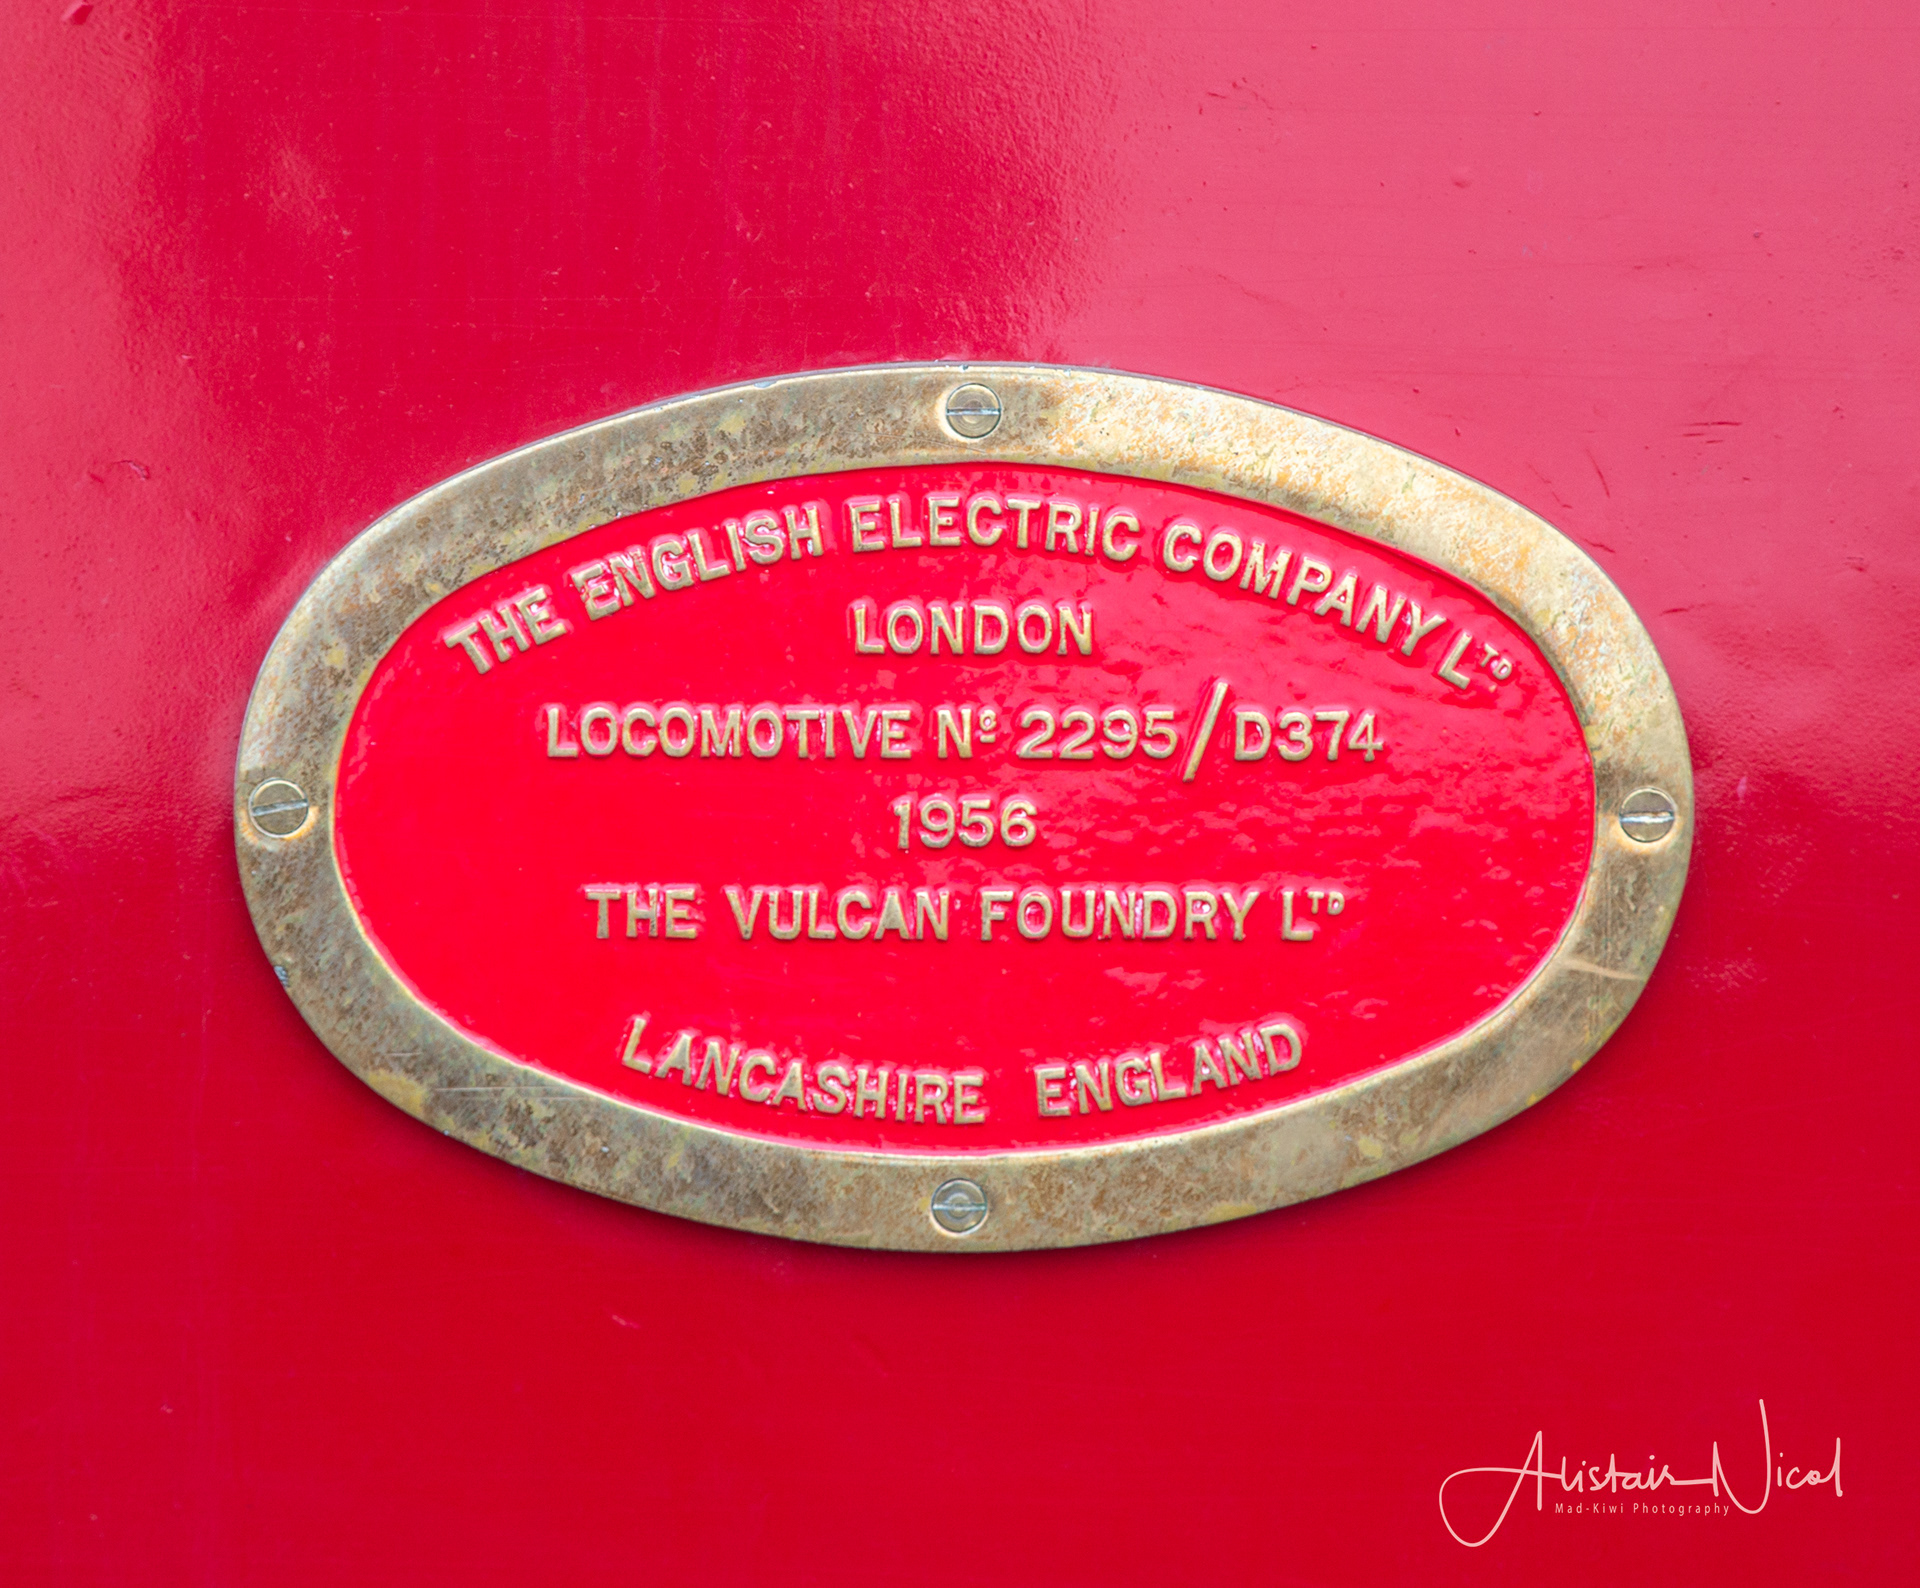 THE ENGLISH ELECTRIC COMPANY LTD
LONDON
LOCOMOTIVE No 2295/D374
1956
THE VULCAN FOUNDRY LTD
LANCASHIRE ENGLAND
Alistair Nicol
Mad-Kiwi Photography